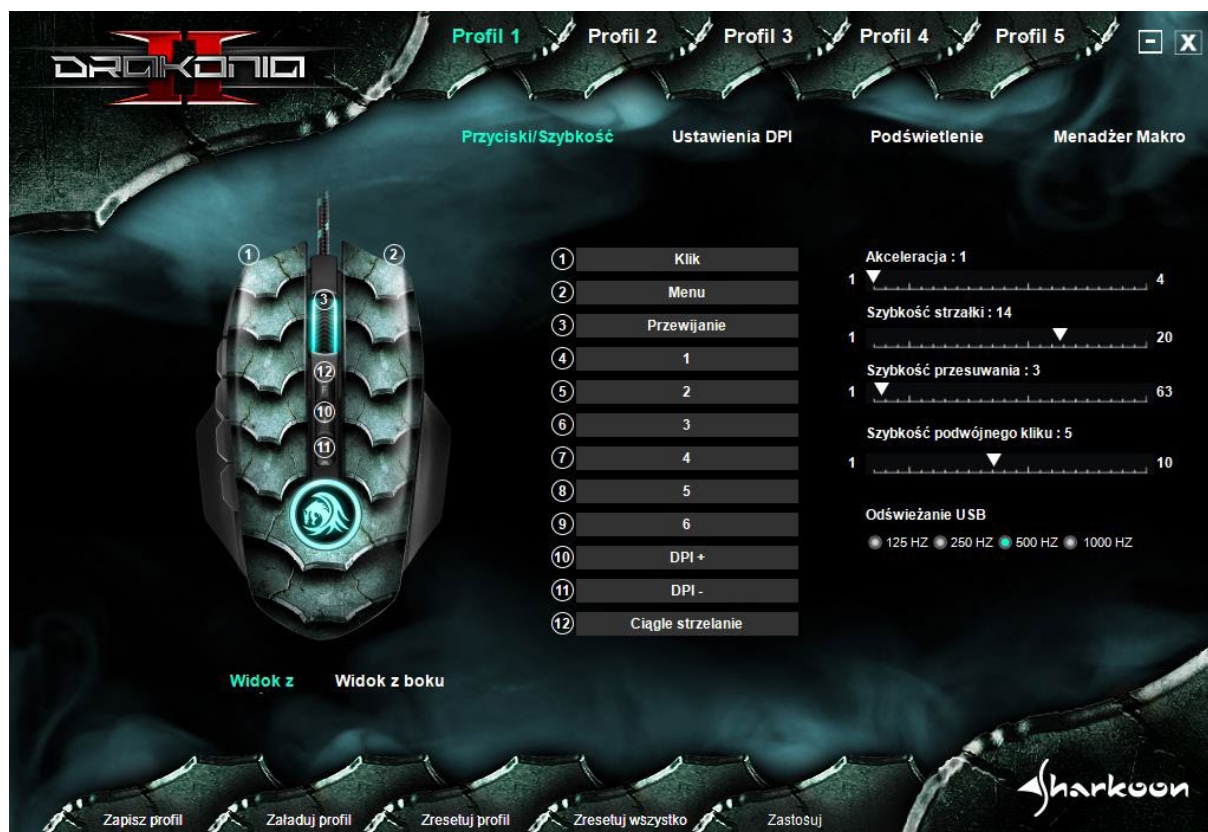 DRAKONIA II
Profil 1 Profil 2 Profil 3 Profil 4 Profil 5
Przyciski/Szybkość Ustawienia DPI Podświetlenie Menadżer Makro
1 2
3
12
10
11
1 Klik
2 Menu
3 Przewijanie
4 1
5 2
6 3
7 4
8 5
9 6
10 DPI +
11 DPI -
12 Ciągle strzelanie
Akceleracja : 1
1 4
Szybkość strzałki : 14
1 20
Szybkość przesuwania : 3
1 63
Szybkość podwójnego kliku : 5
1 10
Odświeżanie USB
125 HZ 250 HZ 500 HZ 1000 HZ
Widok z Widok z boku
Sharkoon
Zapisz profil Załaduj profil Zresetuj profil Zresetuj wszystko Zastosuj